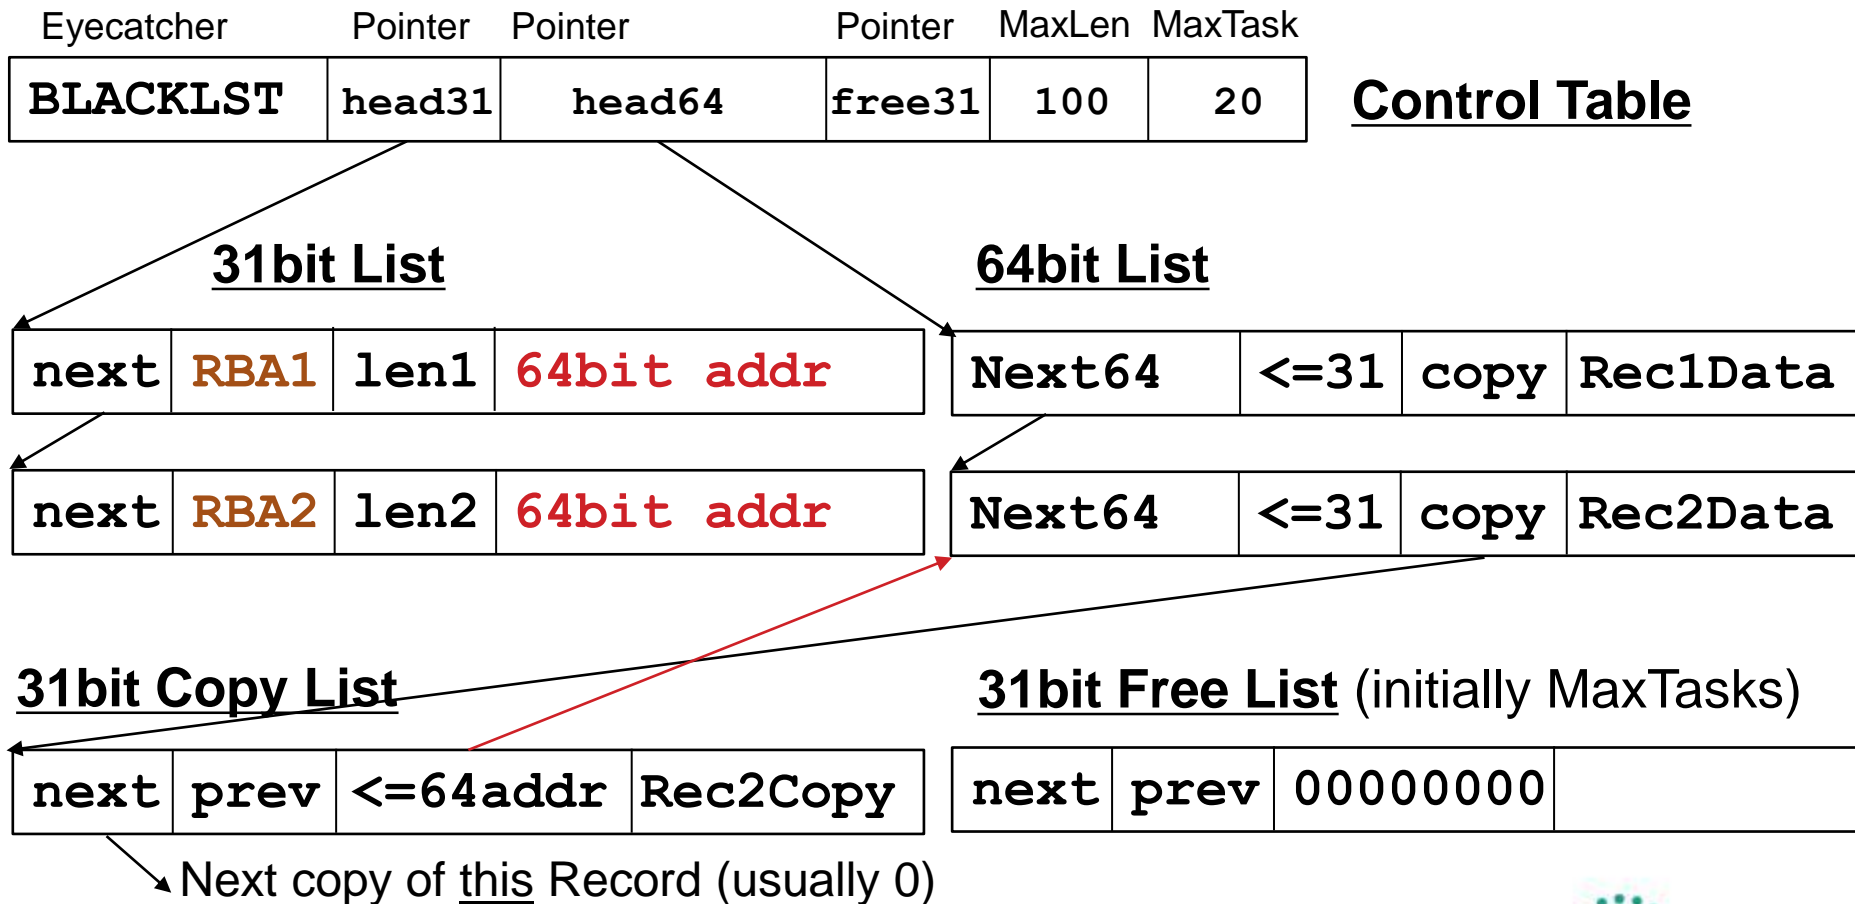 Eyecatcher Pointer Pointer Pointer MaxLen MaxTask
BLACKLST head31 head64 free31 100 20 Control Table
31bit List 64bit List
next RBA1 len1 64bit addr Next64 <=31 copy Rec1Data
next RBA2 len2 64bit addr Next64 <=31 copy Rec2Data
31bit Copy List 31bit Free List (initially MaxTasks)
next prev <=64addr Rec2Copy next prev 00000000
Next copy of this Record (usually 0)